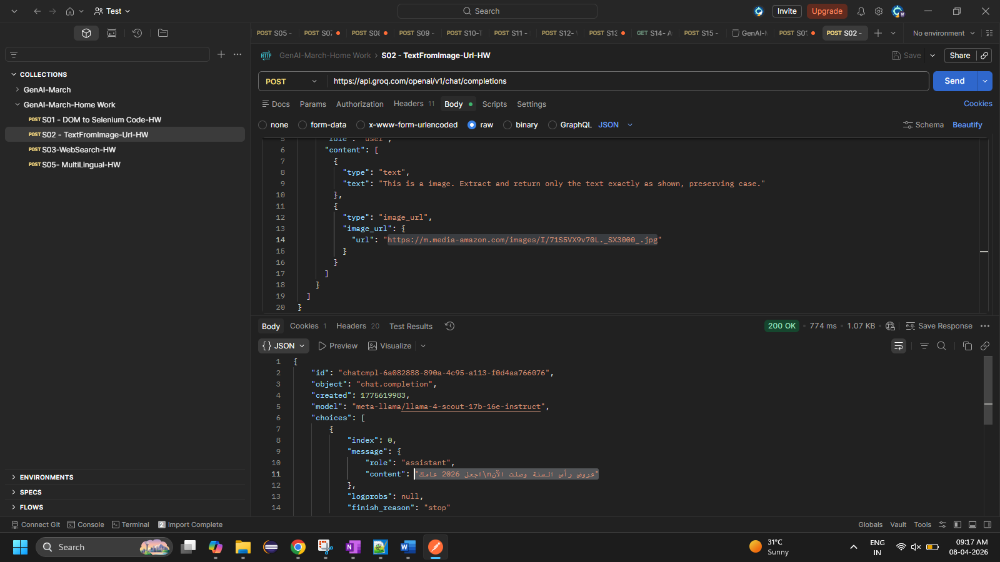 Test
Search
Invite
Upgrade
POST S05 -
POST S07
POST S08
POST S09 -
POST S10-T
POST S11 -
POST S12-
POST S13
GET S14- A
POST S15 -
GenAI-M
POST S01
POST S02 -
No environment
GenAI-March-Home Work > S02 - TextFromImage-Url-HW
Save
Share
COLLECTIONS
GenAI-March
GenAI-March-Home Work
POST S01 - DOM to Selenium Code-HW
POST S02 - TextFromImage-Url-HW
POST S03-WebSearch-HW
POST S05- MultiLingual-HW
ENVIRONMENTS
SPECS
FLOWS
POST https://api.groq.com/openai/v1/chat/completions Send
Docs Params Authorization Headers 11 Body Scripts Settings Cookies
none form-data x-www-form-urlencoded raw binary GraphQL JSON Schema Beautify
5 "role": "user",
6 "content": [
7 {
8 "type": "text",
9 "text": "This is a image. Extract and return only the text exactly as shown, preserving case."
10 },
11 {
12 "type": "image_url",
13 "image_url": {
14 "url": "https://m.media-amazon.com/images/I/71S5VX9v70L._SX3000_.jpg"
15 }
16 }
17 ]
18 }
19 ]
20 }
Body Cookies 1 Headers 20 Test Results 200 OK 774 ms 1.07 KB e.g. Save Response
{} JSON Preview Visualize
1 {
2 "id": "chatcmpl-6a082888-890a-4c95-a113-f0d4aa766076",
3 "object": "chat.completion",
4 "created": 1775619983,
5 "model": "meta-llama/llama-4-scout-17b-16e-instruct",
6 "choices": [
7 {
8 "index": 0,
9 "message": {
10 "role": "assistant",
11 "content": "عروض رأس السنة وصلت الآن\nاجعل 2026 عامك"
12 },
13 "logprobs": null,
14 "finish_reason": "stop"
Connect Git Console Terminal 2 Import Complete Globals Vault Tools
Search
31°C
Sunny
ENG
IN
09:17 AM
08-04-2026